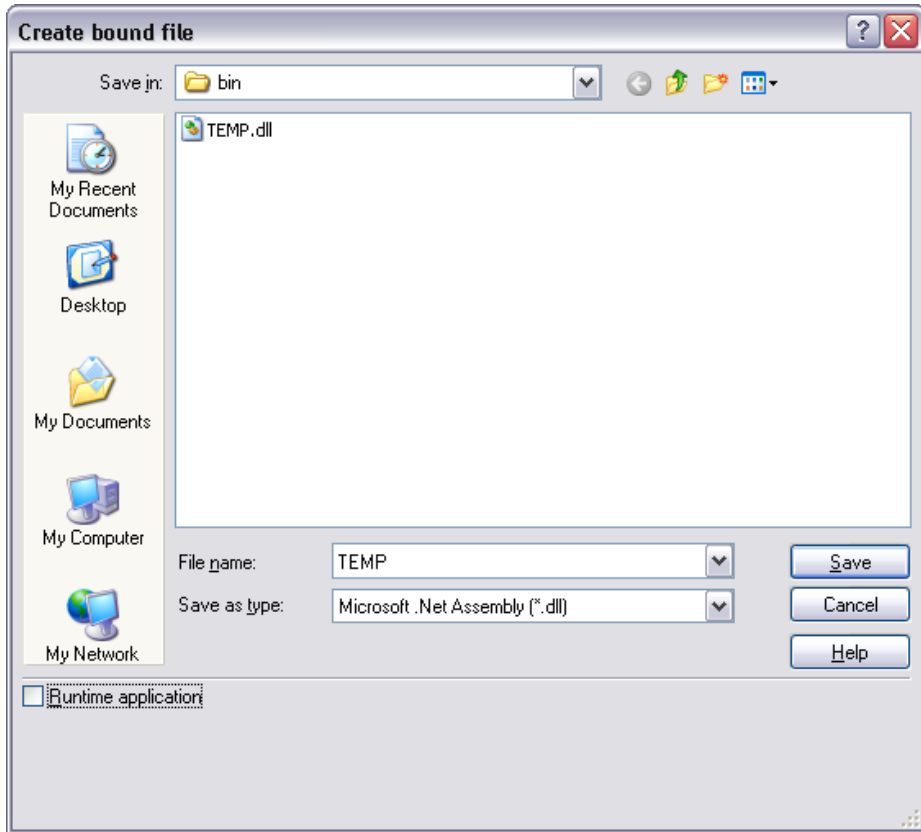 Create bound file
Save in:
bin
TEMP.dll
My Recent
Documents
Desktop
My Documents
My Computer
My Network
File name:
TEMP
Save
Save as type:
Microsoft .Net Assembly (*.dll)
Cancel
Help
Runtime application